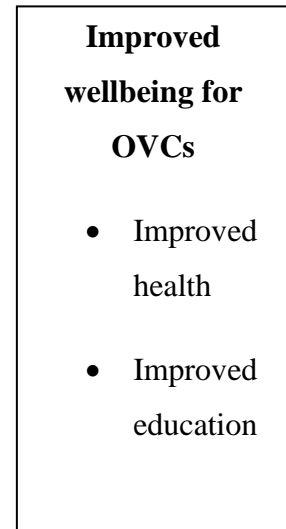 Improved
wellbeing for
OVCs
• Improved
health
• Improved
education